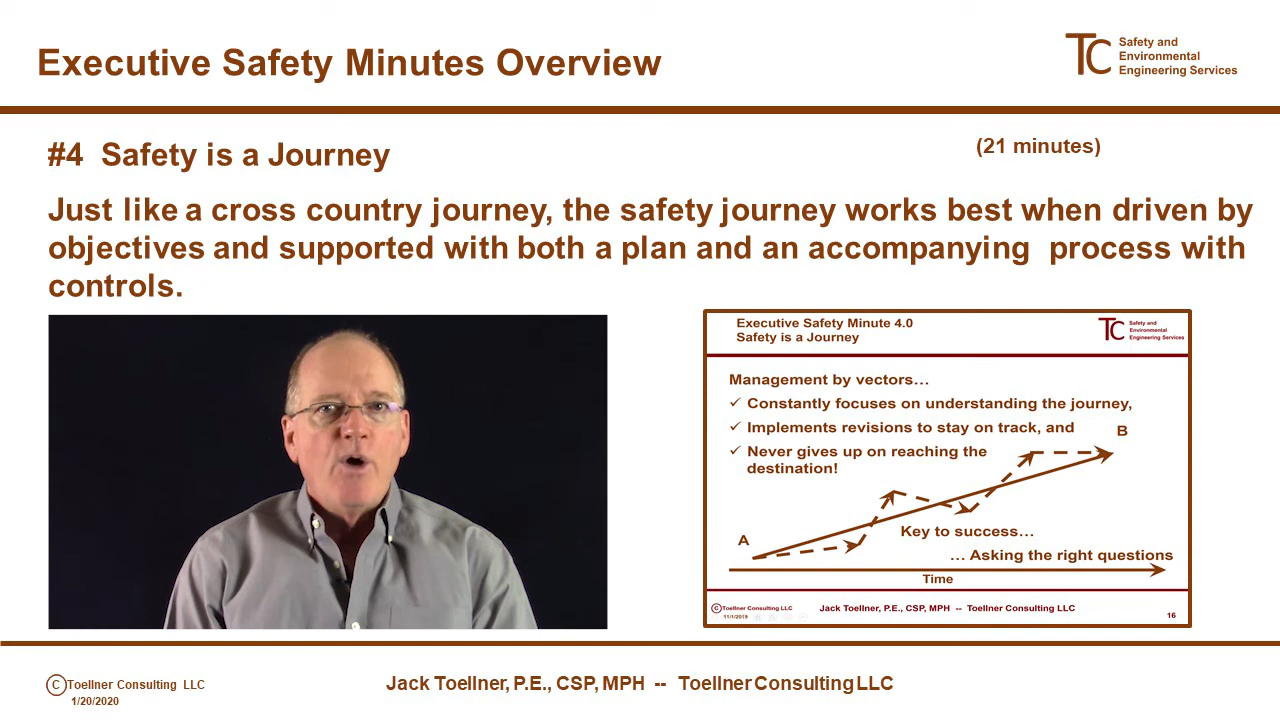 Executive Safety Minutes Overview
TC Safety and
Environmental
Engineering Services
#4 Safety is a Journey
(21 minutes)
Just like a cross country journey, the safety journey works best when driven by
objectives and supported with both a plan and an accompanying process with
controls.
Executive Safety Minute 4.0
Safety is a Journey
TC Safety and
Environmental
Engineering Services
Management by vectors…
✓ Constantly focuses on understanding the journey,
✓ Implements revisions to stay on track, and
✓ Never gives up on reaching the
destination!
B
A
Key to success…
… Asking the right questions
Time
© Toellner Consulting LLC
11/1/2019
Jack Toellner, P.E., CSP, MPH -- Toellner Consulting LLC
16
© Toellner Consulting LLC
1/20/2020
Jack Toellner, P.E., CSP, MPH -- Toellner Consulting LLC